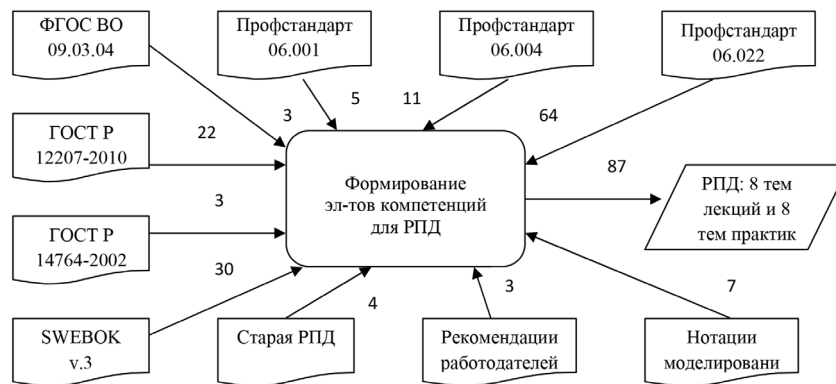 ФГОС ВО
09.03.04
Профстандарт
06.001
Профстандарт
06.004
Профстандарт
06.022
3
5
11
64
ГОСТ Р
12207-2010
22
87
Формирование
эл-тов компетенций
для РПД
РПД: 8 тем
лекций и 8
тем практик
3
ГОСТ Р
14764-2002
30
4
3
7
SWEBOK
v.3
Старая РПД
Рекомендации
работодателей
Нотации
моделировани